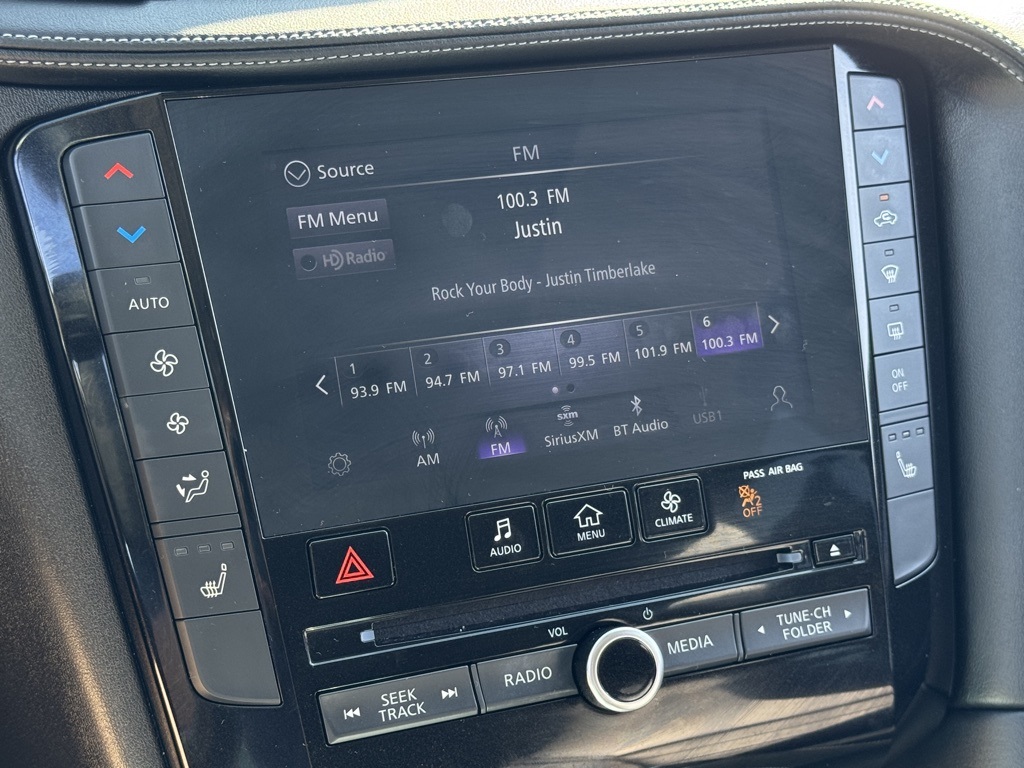 FM
Source
100.3 FM
FM Menu
Justin
HD Radio
Rock Your Body - Justin Timberlake
1
93.9 FM
2
94.7 FM
3
97.1 FM
4
99.5 FM
5
101.9 FM
6
100.3 FM
AM
FM
sxm
SiriusXM
BT Audio
USB1
AUTO
ON
OFF
PASS AIR BAG
2
OFF
AUDIO
MENU
CLIMATE
VOL
SEEK
TRACK
RADIO
MEDIA
TUNE·CH
FOLDER